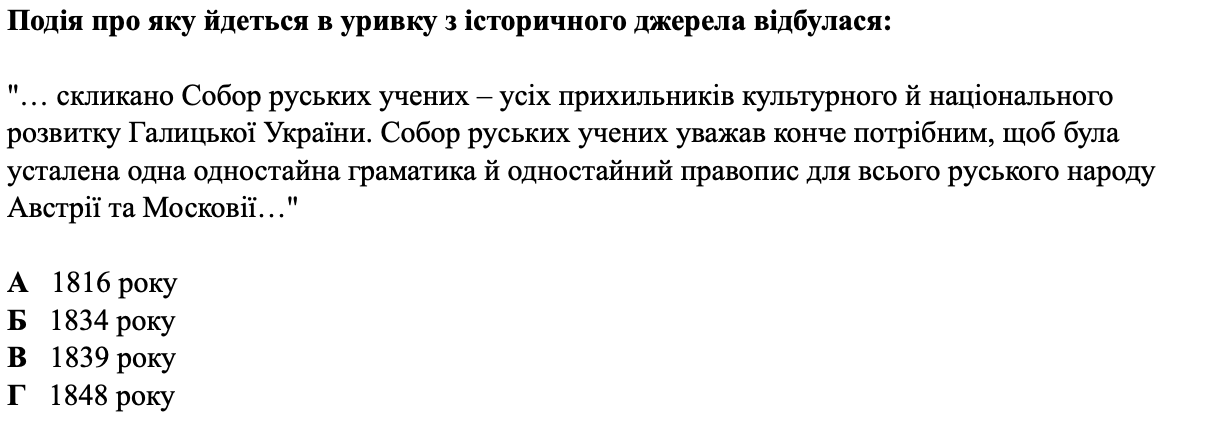 Подія про яку йдеться в уривку з історичного джерела відбулася:
"… скликано Собор руських учених – усіх прихильників культурного й національного
розвитку Галицької України. Собор руських учених уважав конче потрібним, щоб була
усталена одна одностайна граматика й одностайний правопис для всього руського народу
Австрії та Московії…"
А 1816 року
Б 1834 року
В 1839 року
Г 1848 року